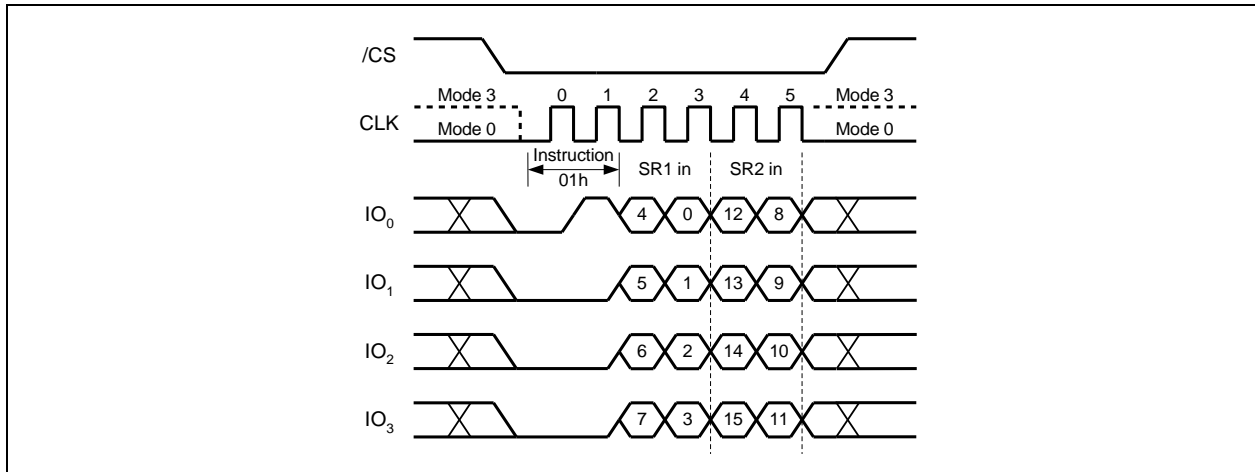 /CS
Mode 3 0 1 2 3 4 5 Mode 3
CLK Mode 0 Mode 0
Instruction
01h SR1 in SR2 in
IO0 4 0 12 8
IO1 5 1 13 9
IO2 6 2 14 10
IO3 7 3 15 11